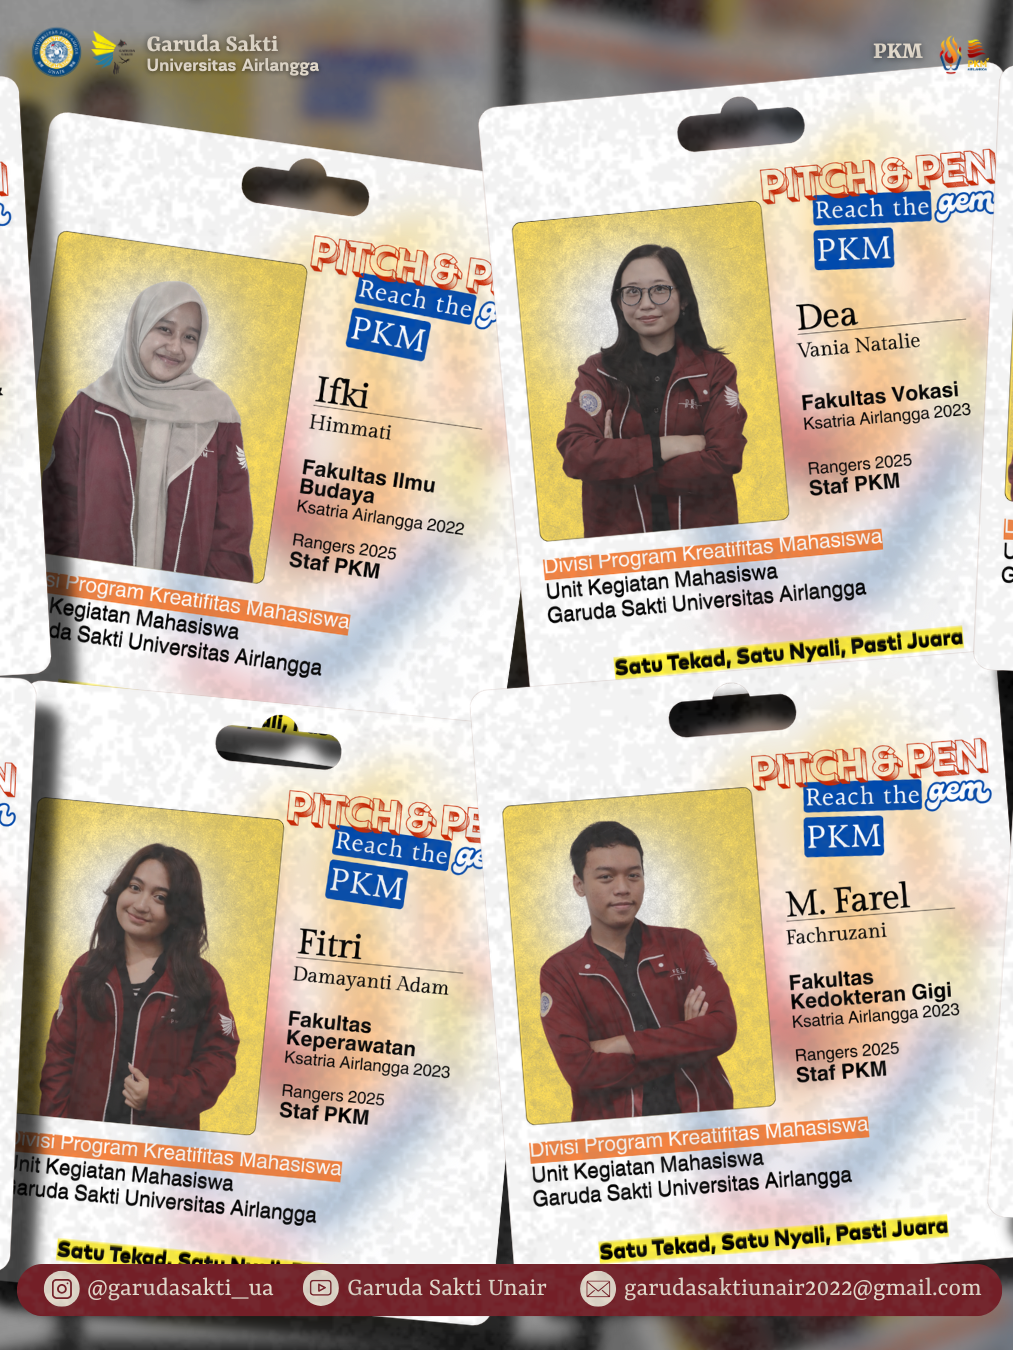 Garuda Sakti
Universitas Airlangga
PKM
PITCH & P
Reach the
PKM
Ifki
Himmati
Fakultas Ilmu
Budaya
Ksatria Airlangga 2022
Rangers 2025
Staf PKM
si Program Kreatifitas Mahasiswa
Kegiatan Mahasiswa
da Sakti Universitas Airlangga
PITCH & PEN
Reach the gem
PKM
Dea
Vania Natalie
Fakultas Vokasi
Ksatria Airlangga 2023
Rangers 2025
Staf PKM
Divisi Program Kreatifitas Mahasiswa
Unit Kegiatan Mahasiswa
Garuda Sakti Universitas Airlangga
Satu Tekad, Satu Nyali, Pasti Juara
PITCH & PE
Reach the ge
PKM
Fitri
Damayanti Adam
Fakultas
Keperawatan
Ksatria Airlangga 2023
Rangers 2025
Staf PKM
Divisi Program Kreatifitas Mahasiswa
Unit Kegiatan Mahasiswa
Garuda Sakti Universitas Airlangga
Satu Tekad, Satu
PITCH & PEN
Reach the gem
PKM
M. Farel
Fachruzani
Fakultas
Kedokteran Gigi
Ksatria Airlangga 2023
Rangers 2025
Staf PKM
Divisi Program Kreatifitas Mahasiswa
Unit Kegiatan Mahasiswa
Garuda Sakti Universitas Airlangga
Satu Tekad, Satu Nyali, Pasti Juara
@garudasakti_ua
Garuda Sakti Unair
garudasaktiunair2022@gmail.com